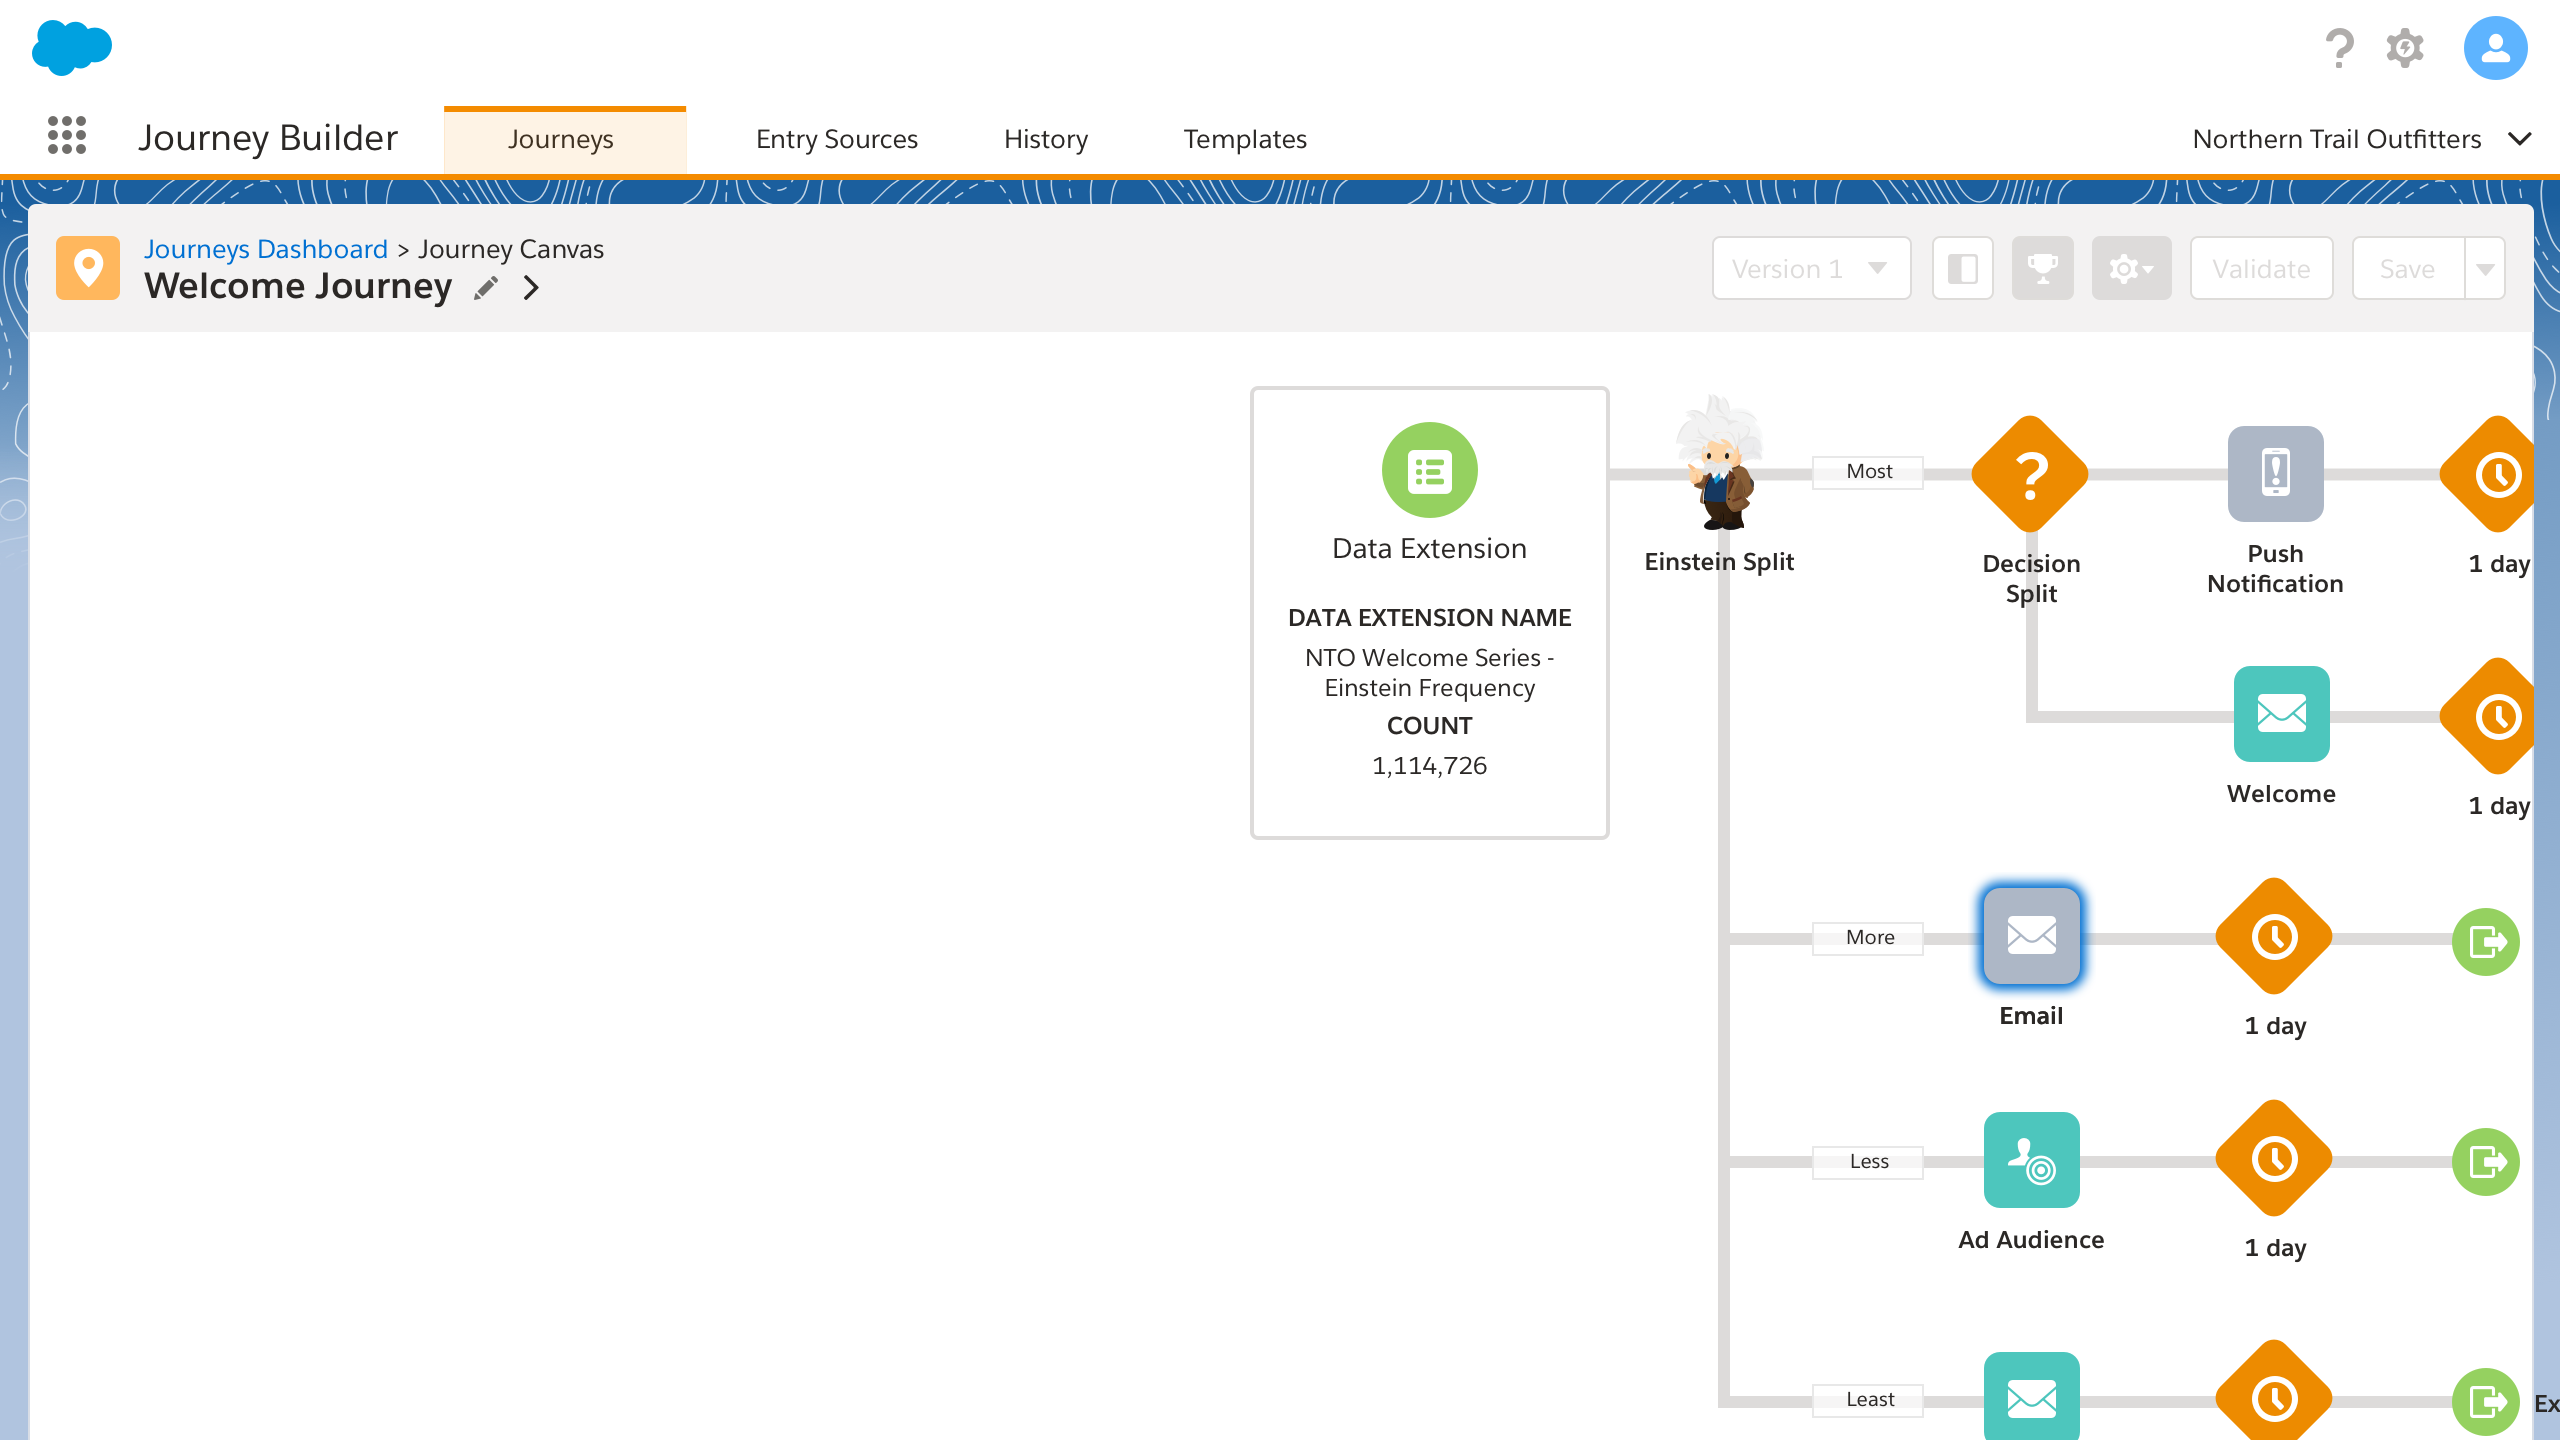 Journey Builder
Journeys
Entry Sources
History
Templates
Northern Trail Outfitters
Journeys Dashboard > Journey Canvas
Welcome Journey
Version 1
Validate
Save
Data Extension
DATA EXTENSION NAME
NTO Welcome Series -
Einstein Frequency
COUNT
1,114,726
Einstein Split
Most
Decision
Split
Push
Notification
1 day
Welcome
1 day
More
Email
1 day
Less
Ad Audience
1 day
Least
Ex